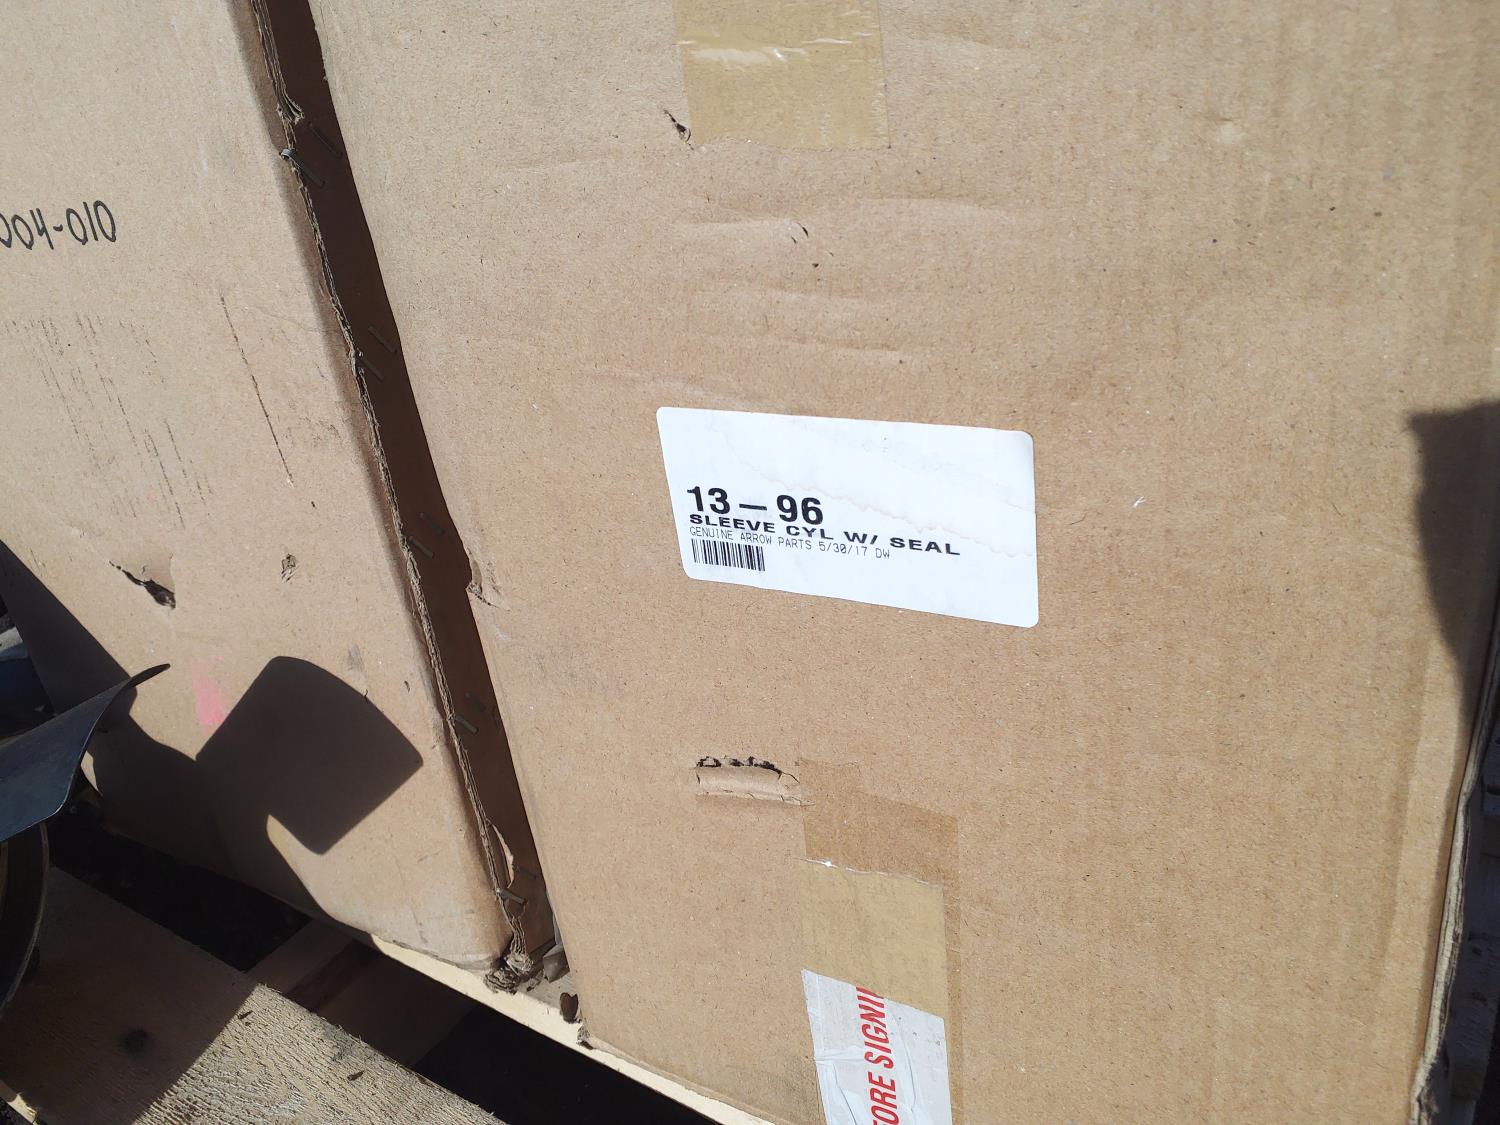 004-010
13-96
SLEEVE CYL W/ SEAL
GENUINE ARROW PARTS 5/30/17 DW